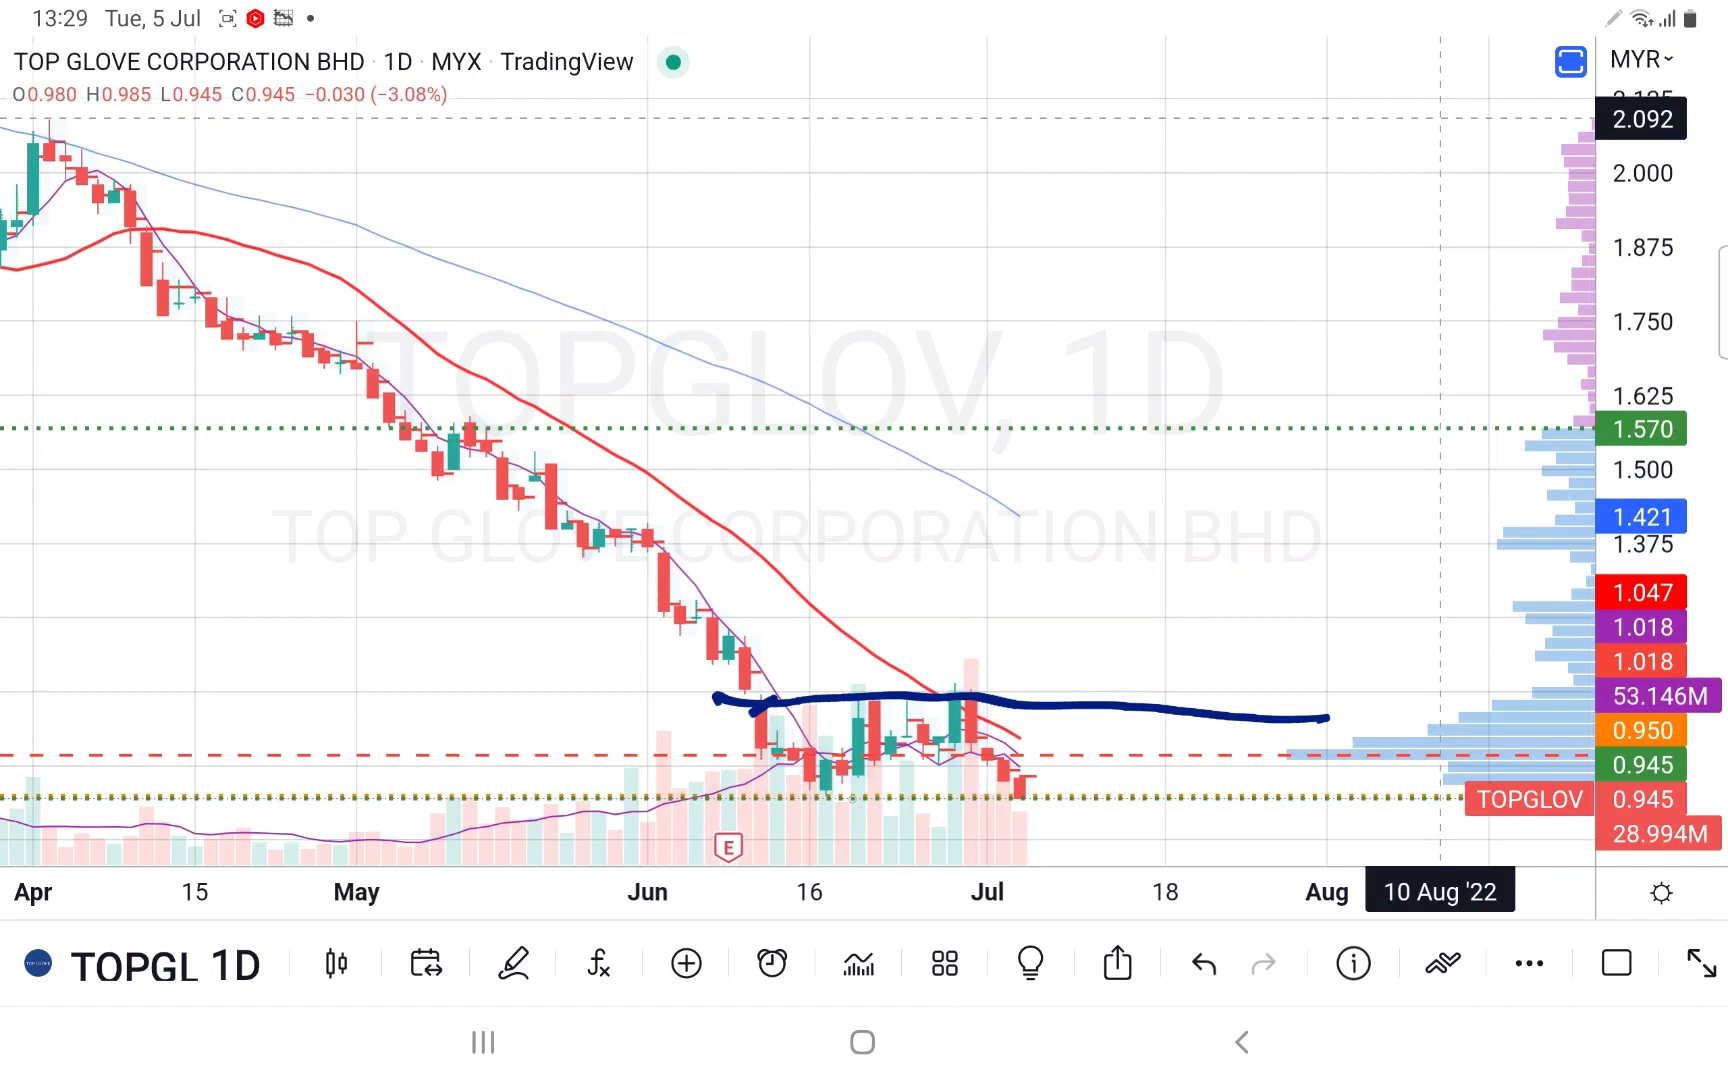 13:29 Tue, 5 Jul
TOP GLOVE CORPORATION BHD · 1D · MYX · TradingView
O0.980 H0.985 L0.945 C0.945 −0.030 (−3.08%)
MYR
2.125
2.092
2.000
1.875
1.750
1.625
1.570
1.500
1.421
1.375
1.047
1.018
1.018
53.146M
0.950
0.945
TOPGLOV 0.945
28.994M
TOPGLOV, 1D
TOP GLOVE CORPORATION BHD
E
Apr 15 May Jun 16 Jul 18 Aug 10 Aug '22
TOPGL 1D